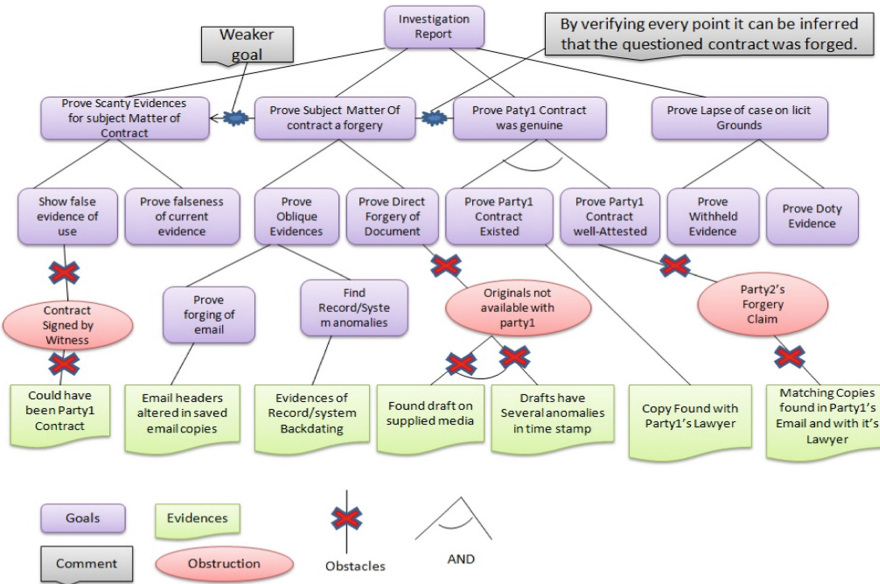 Investigation
Report
Weaker
goal
By verifying every point it can be inferred
that the questioned contract was forged.
Prove Scanty Evidences
for subject Matter of
Contract
Prove Subject Matter Of
contract a forgery
Prove Paty1 Contract
was genuine
Prove Lapse of case on licit
Grounds
Show false
evidence of
use
Prove falseness
of current
evidence
Prove
Oblique
Evidences
Prove Direct
Forgery of
Document
Prove Party1
Contract
Existed
Prove Party1
Contract
well-Attested
Prove
Withheld
Evidence
Prove Doty
Evidence
Contract
Signed by
Witness
Prove
forging of
email
Find
Record/Syste
m anomalies
Originals not
available with
party1
Party2's
Forgery
Claim
Could have
been Party1
Contract
Email headers
altered in saved
email copies
Evidences of
Record/system
Backdating
Found draft on
supplied media
Drafts have
Several anomalies
in time stamp
Copy Found with
Party1's Lawyer
Matching Copies
found in Party1's
Email and with it's
Lawyer
Goals
Evidences
Comment
Obstruction
Obstacles
AND